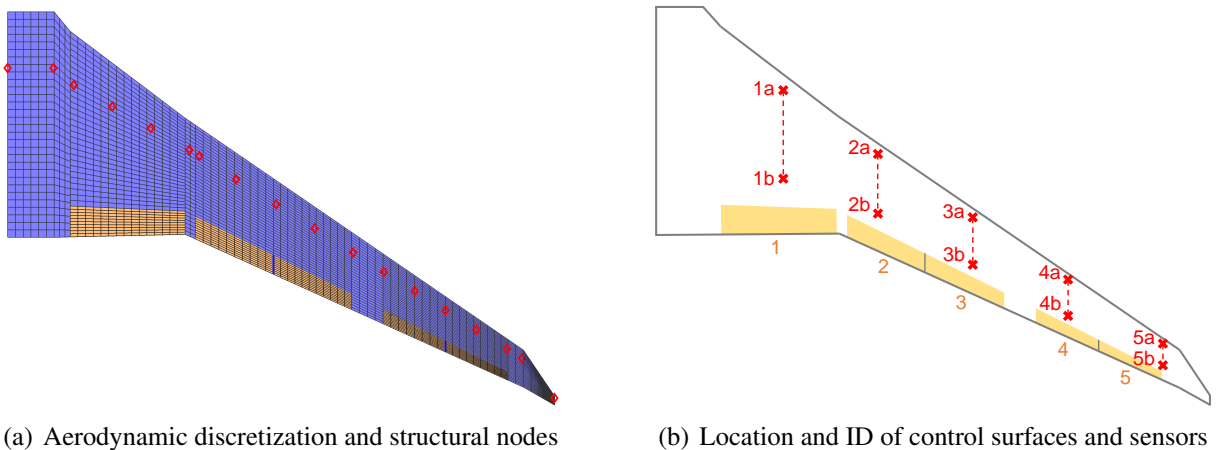 1a
2a
1b
2b
3a
1
3b
2
4a
3
4b
5a
4
5b
5
(a) Aerodynamic discretization and structural nodes
(b) Location and ID of control surfaces and sensors